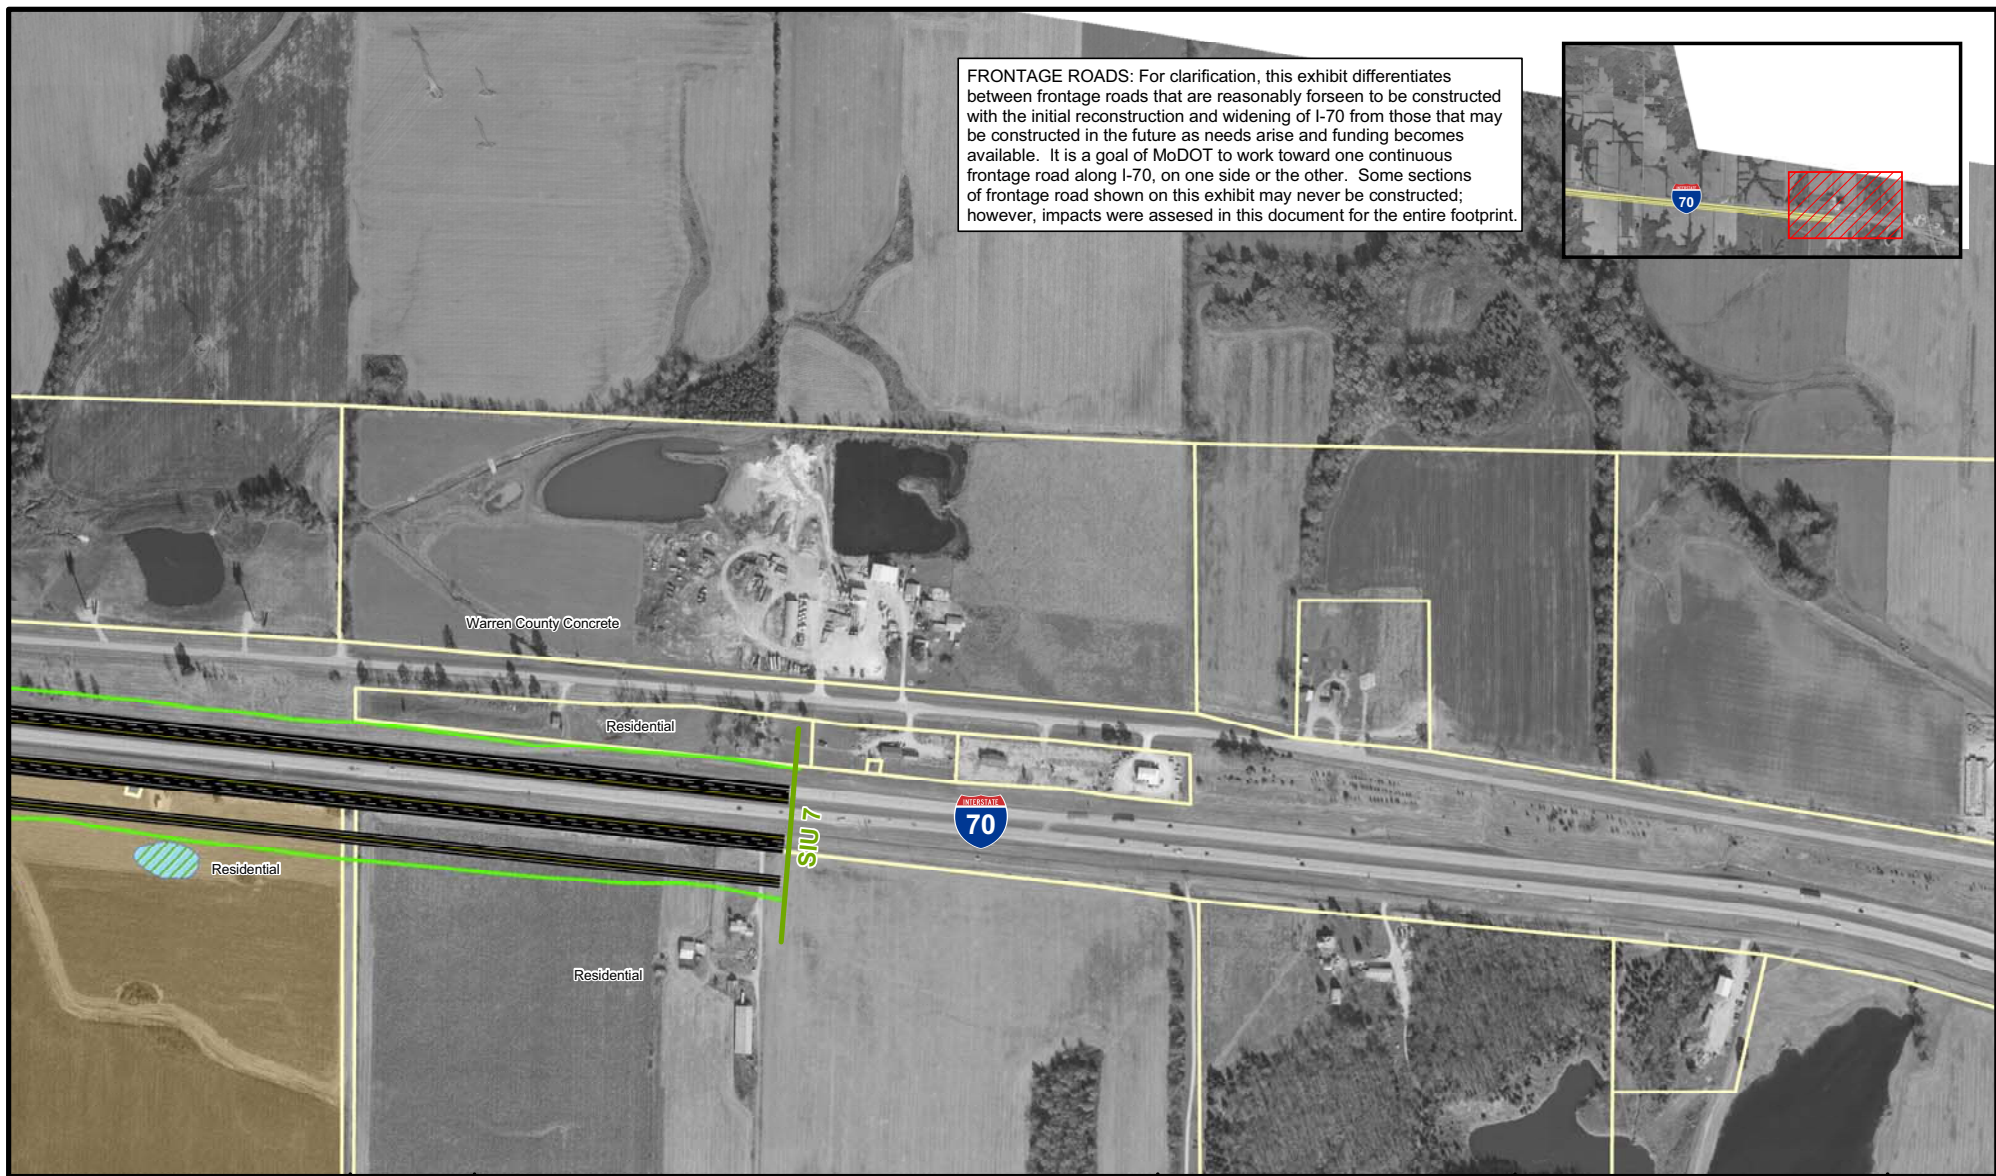 FRONTAGE ROADS: For clarification, this exhibit differentiates
between frontage roads that are reasonably forseen to be constructed
with the initial reconstruction and widening of I-70 from those that may
be constructed in the future as needs arise and funding becomes
available.  It is a goal of MoDOT to work toward one continuous
frontage road along I-70, on one side or the other.  Some sections
of frontage road shown on this exhibit may never be constructed;
however, impacts were assesed in this document for the entire footprint.
INTERSTATE
70
Warren County Concrete
Residential
INTERSTATE
70
SIU 7
Residential
Residential